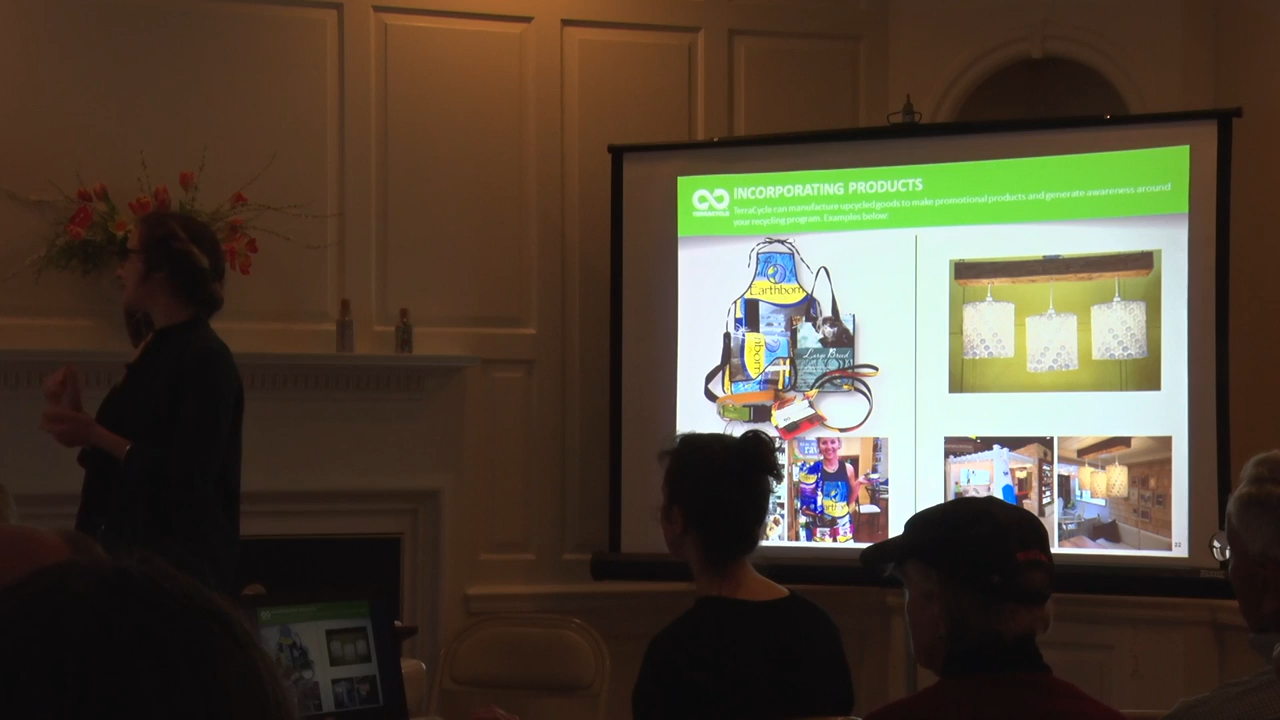 TERRACYCLE
INCORPORATING PRODUCTS
TerraCycle can manufacture upcycled goods to make promotional products and generate awareness around
your recycling program. Examples below:
Earthborn
Large Breed
22